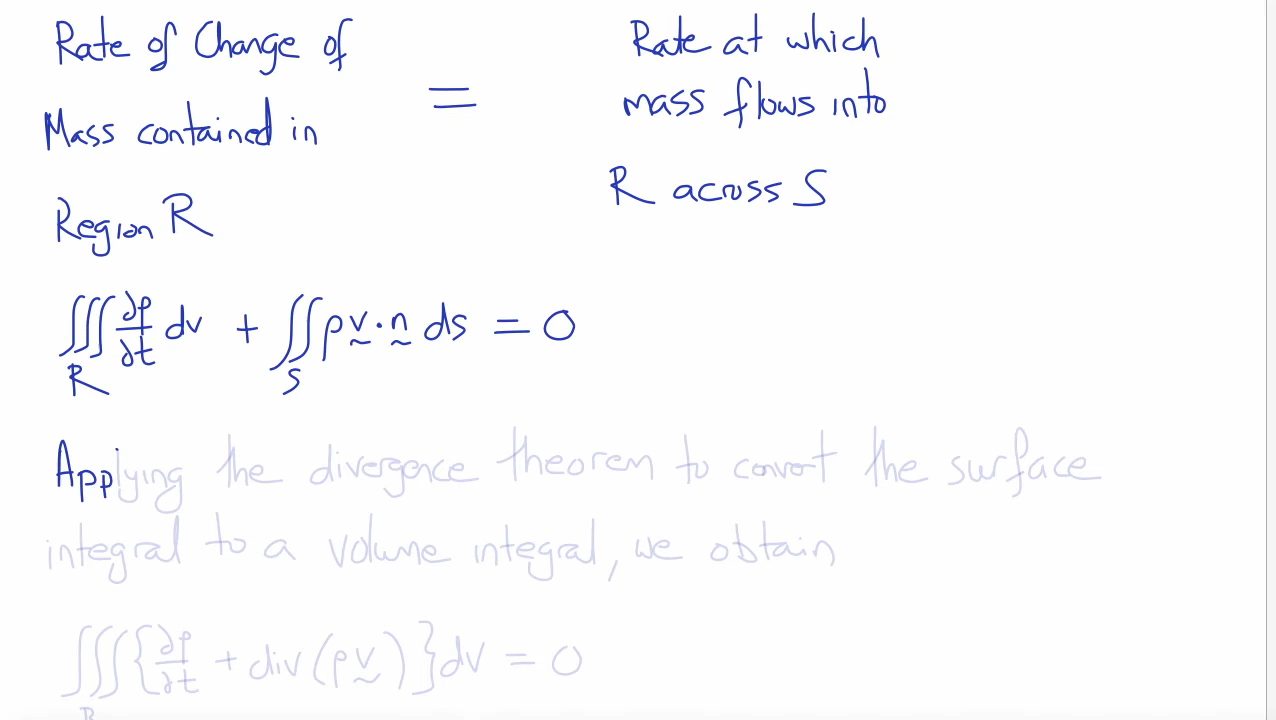 Rate of Change of
Mass contained in
Region R
=
Rate at which
mass flows into
R across S
∭_R ∂ρ/∂t dv + ∬_S ρ v · n ds = 0
Applying the divergence theorem to convert the surface
integral to a volume integral, we obtain
∭_R {∂ρ/∂t + div (ρ v)} dv = 0